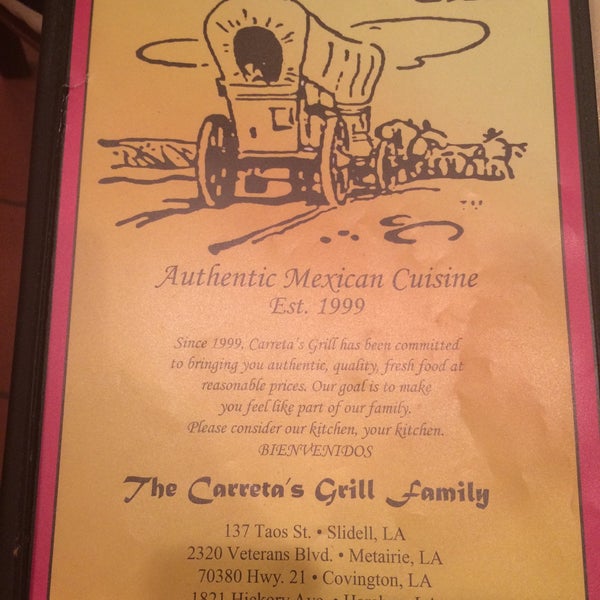 Authentic Mexican Cuisine
Est. 1999
Since 1999, Carreta's Grill has been committed
to bringing you authentic, quality, fresh food at
reasonable prices. Our goal is to make
you feel like part of our family.
Please consider our kitchen, your kitchen.
BIENVENIDOS
The Carreta's Grill Family
137 Taos St. • Slidell, LA
2320 Veterans Blvd. • Metairie, LA
70380 Hwy. 21 • Covington, LA
1821 Hickory Ave. •